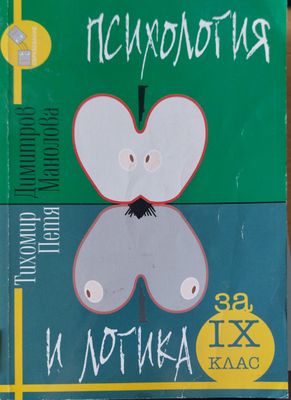 ПСИХОЛОГИЯ
Тихомир Димитров
Петя Манолова
И ЛОГИКА
за
IX
КЛАС